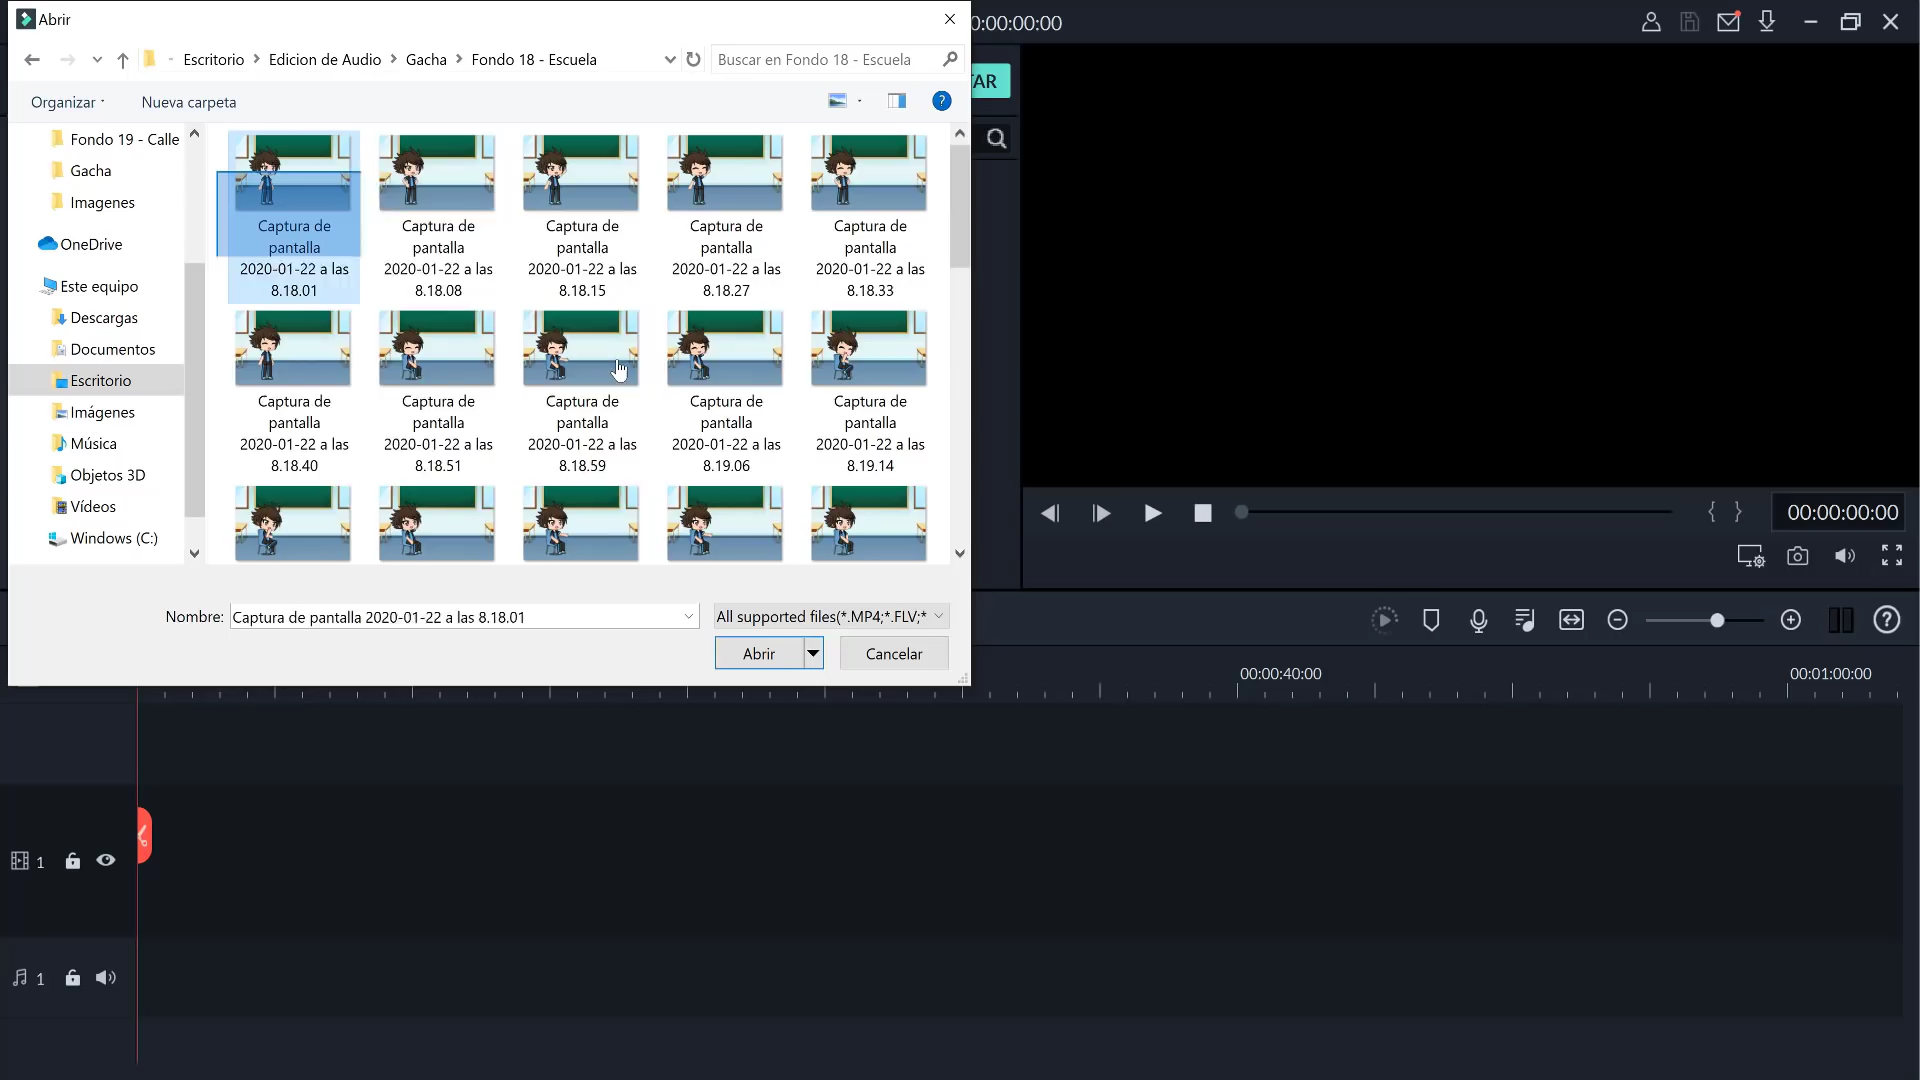 Abrir
0:00:00:00
Escritorio > Edicion de Audio > Gacha > Fondo 18 - Escuela
Buscar en Fondo 18 - Escuela
Organizar
Nueva carpeta
TAR
Fondo 19 - Calle
Gacha
Imagenes
OneDrive
Este equipo
Descargas
Documentos
Escritorio
Imágenes
Música
Objetos 3D
Vídeos
Windows (C:)
Captura de
pantalla
2020-01-22 a las
8.18.01
Captura de
pantalla
2020-01-22 a las
8.18.08
Captura de
pantalla
2020-01-22 a las
8.18.15
Captura de
pantalla
2020-01-22 a las
8.18.27
Captura de
pantalla
2020-01-22 a las
8.18.33
Captura de
pantalla
2020-01-22 a las
8.18.40
Captura de
pantalla
2020-01-22 a las
8.18.51
Captura de
pantalla
2020-01-22 a las
8.18.59
Captura de
pantalla
2020-01-22 a las
8.19.06
Captura de
pantalla
2020-01-22 a las
8.19.14
Nombre:
Captura de pantalla 2020-01-22 a las 8.18.01
All supported files(*.MP4;*.FLV;*
Abrir
Cancelar
{ }
00:00:00:00
00:00:40:00
00:01:00:00
1
1